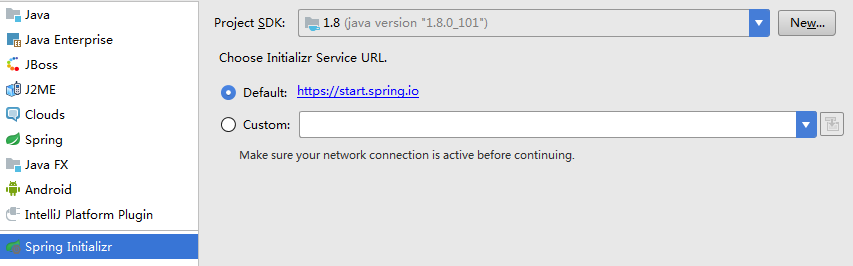 Java
Java Enterprise
JBoss
J2ME
Clouds
Spring
Java FX
Android
IntelliJ Platform Plugin
Spring Initializr
Project SDK: 1.8 (java version "1.8.0_101") New...
Choose Initializr Service URL.
Default: https://start.spring.io
Custom:
Make sure your network connection is active before continuing.